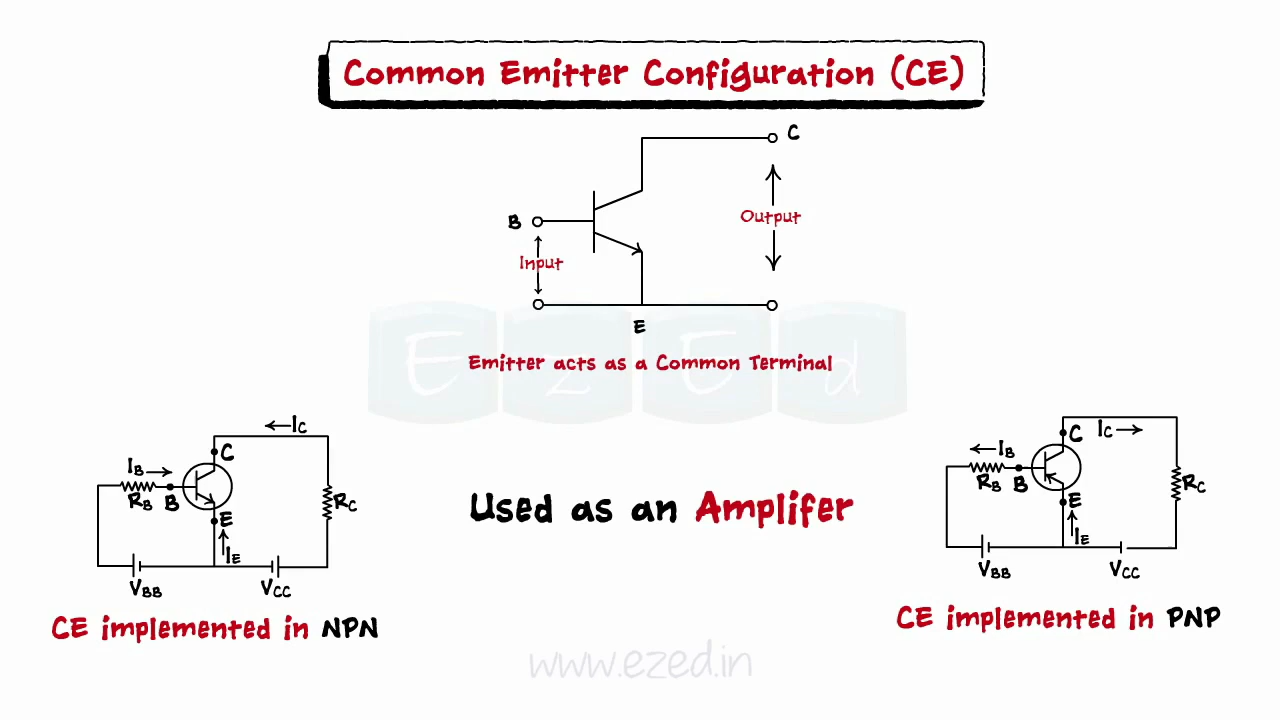 Common Emitter Configuration (CE)
C
B
Output
Input
E
Emitter acts as a Common Terminal
E z E d
IC
C
IB
RB
B
RC
E
IE
VBB
VCC
CE implemented in NPN
Used as an Amplifer
IC
C
IB
RB
B
RC
E
IE
VBB
VCC
CE implemented in PNP
www.ezed.in